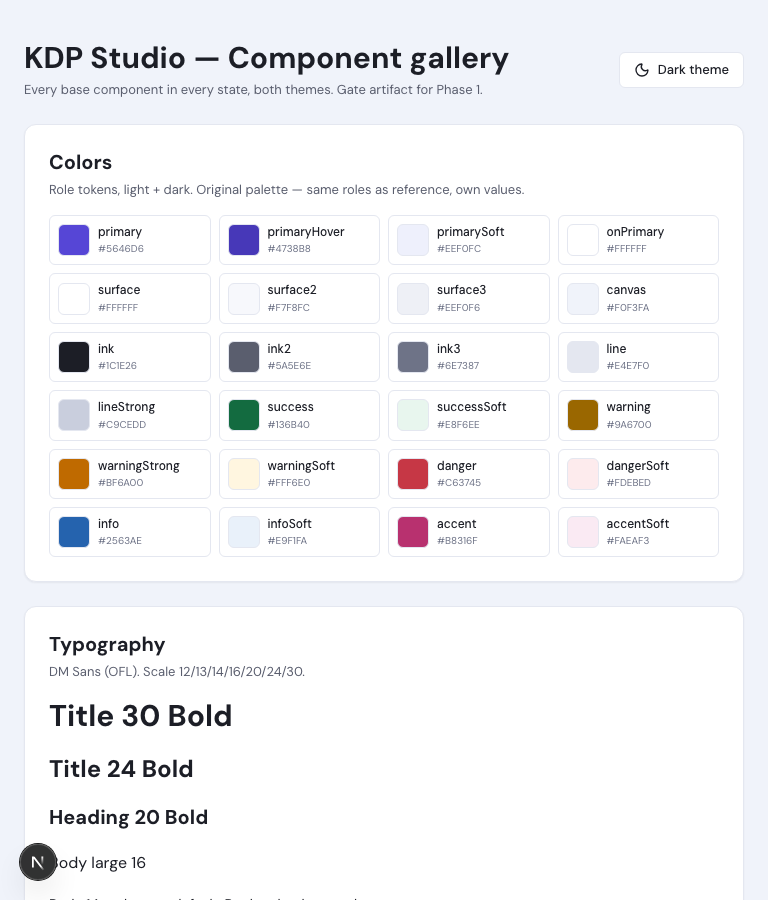 KDP Studio — Component gallery
Every base component in every state, both themes. Gate artifact for Phase 1.
Dark theme
Colors
Role tokens, light + dark. Original palette — same roles as reference, own values.
primary
#5646D6
primaryHover
#4738B8
primarySoft
#EEF0FC
onPrimary
#FFFFFF
surface
#FFFFFF
surface2
#F7F8FC
surface3
#EEF0F6
canvas
#F0F3FA
ink
#1C1E26
ink2
#5A5E6E
ink3
#6E7387
line
#E4E7F0
lineStrong
#C9CEDD
success
#136B40
successSoft
#E8F6EE
warning
#9A6700
warningStrong
#BF6A00
warningSoft
#FFF6E0
danger
#C63745
dangerSoft
#FDEBED
info
#2563AE
infoSoft
#E9F1FA
accent
#B8316F
accentSoft
#FAEAF3
Typography
DM Sans (OFL). Scale 12/13/14/16/20/24/30.
Title 30 Bold
Title 24 Bold
Heading 20 Bold
Body large 16
N